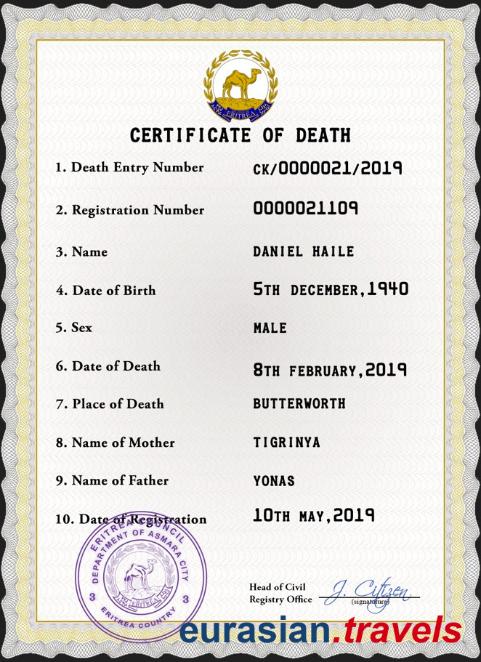 ERITREA
CERTIFICATE OF DEATH
1. Death Entry Number CK/0000021/2019
2. Registration Number 0000021109
3. Name DANIEL HAILE
4. Date of Birth 5TH DECEMBER,1940
5. Sex MALE
6. Date of Death 8TH FEBRUARY,2019
7. Place of Death BUTTERWORTH
8. Name of Mother TIGRINYA
9. Name of Father YONAS
10. Date of Registration 10TH MAY,2019
ERITREA COUNCIL
DEPARTMENT OF ASMARA CITY
3 3
ERITREA COUNTRY
Head of Civil
Registry Office J. Citizen
(signature)
eurasian.travels